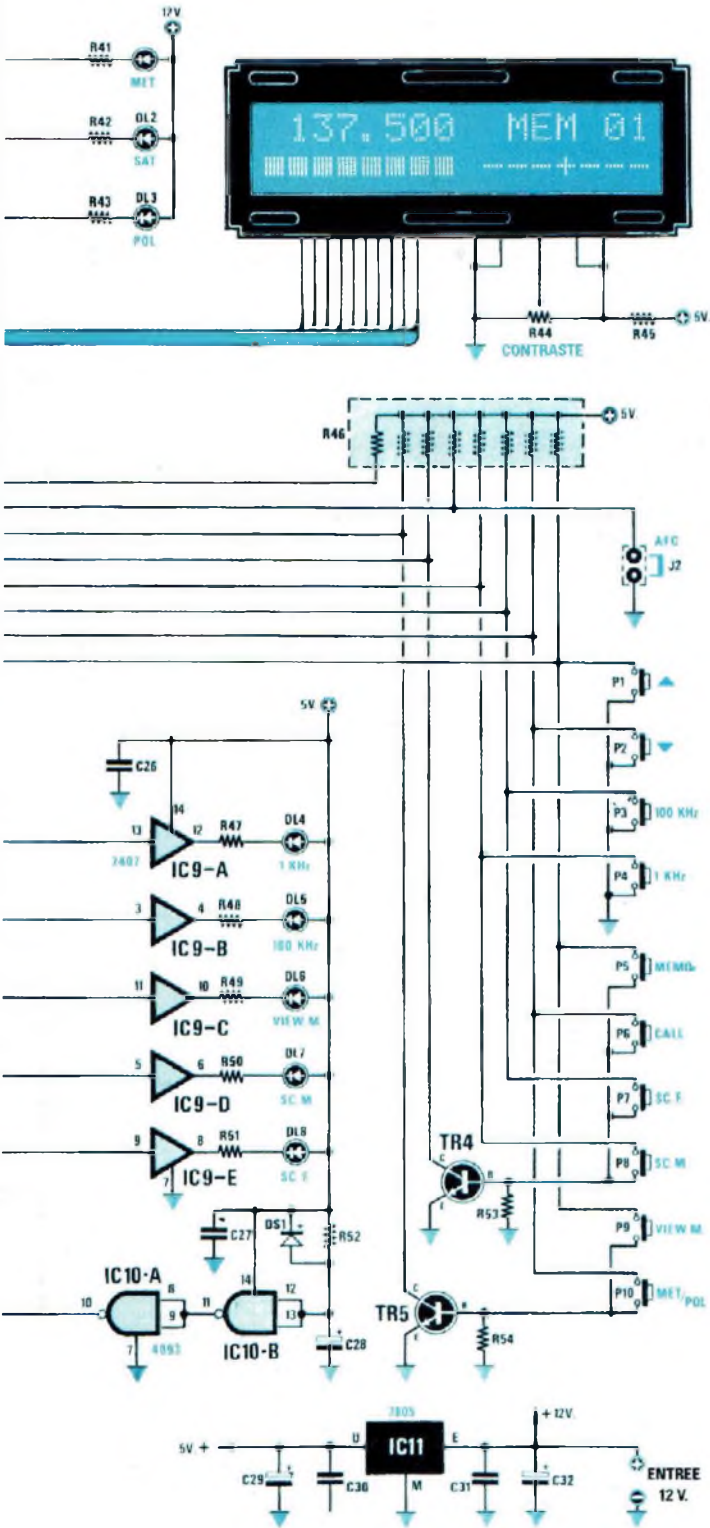 12V.
R41
MET
R42
DL2
SAT
R43
DL3
POL
137.500 MEM 01
R44
R45
5V.
CONTRASTE
R46
5V.
AFC
J2
P1
P2
P3
100 KHz
P4
1 KHz
5V.
C26
14
13
12
R47
DL4
7407
1 KHz
IC9-A
3
4
R48
DL5
IC9-B
100 KHz
11
10
R49
DL6
IC9-C
VIEW M.
5
6
R50
DL7
IC9-D
SC M
9
8
R51
DL8
7
IC9-E
SC F
P5
MEMO
P6
CALL
P7
SC F
P8
SC M
P9
VIEW M.
P10
MET/POL
TR4
C
B
E
R53
TR5
C
B
E
R54
C27
DS1
R52
IC10-A
10
8
9
11
14
12
13
7
4093
IC10-B
C28
7805
+ 12V.
5V +
U
IC11
E
C29
C30
M
C31
C32
ENTREE
12 V.